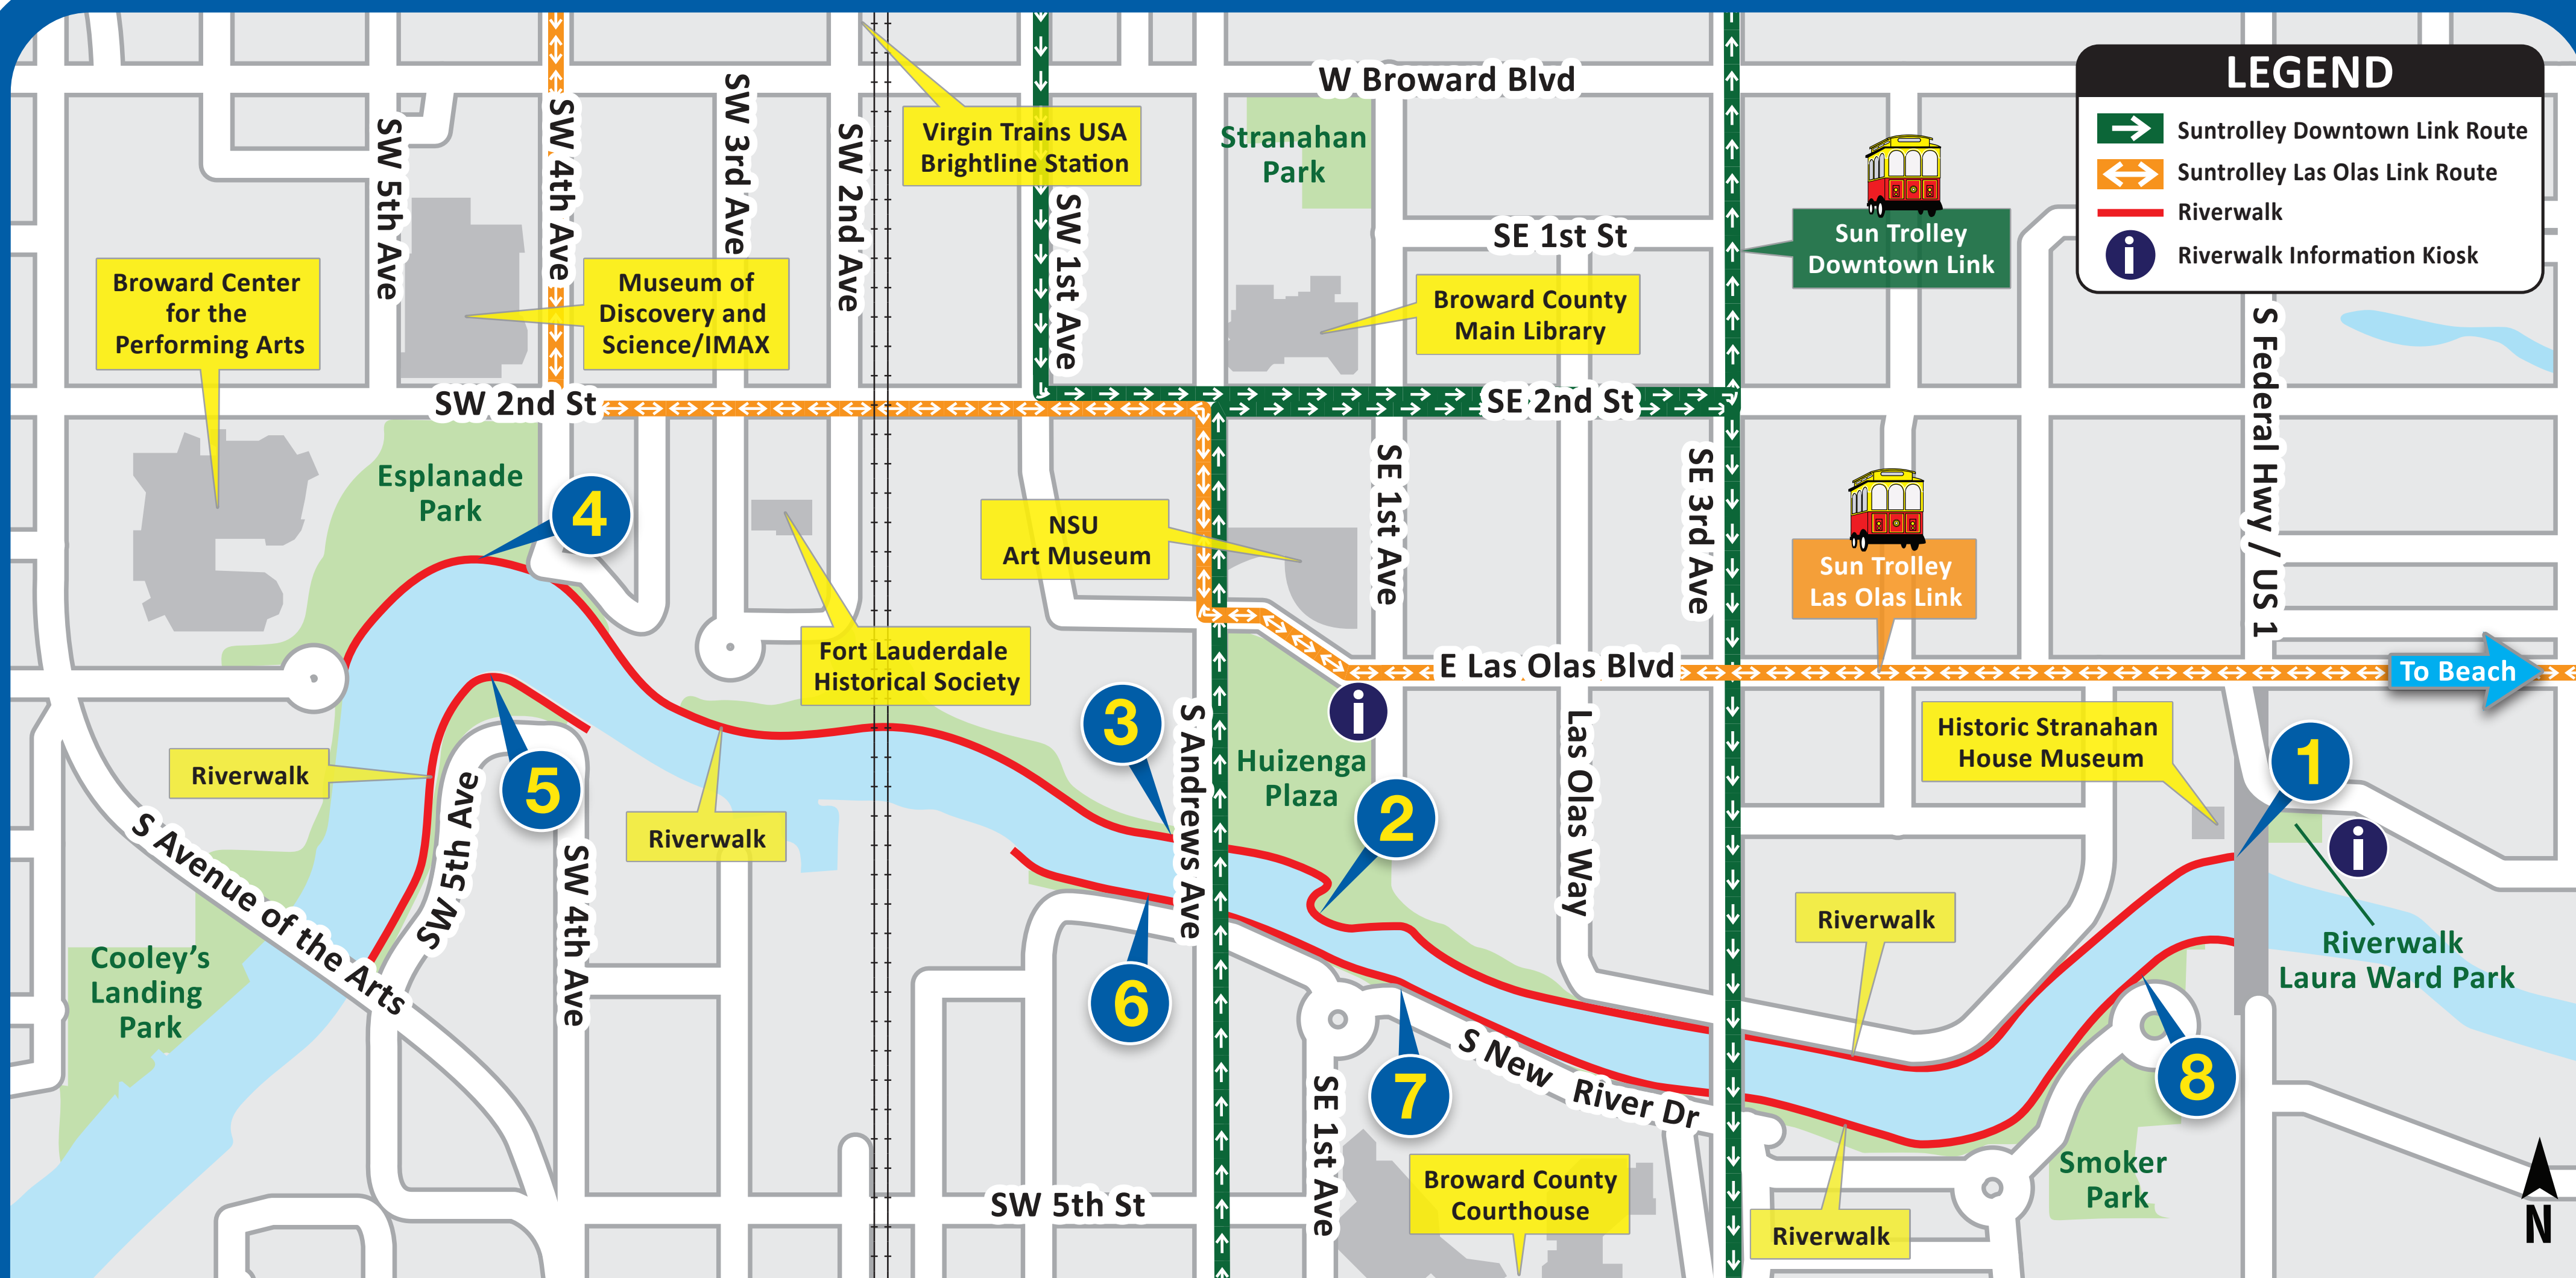 W Broward Blvd
LEGEND
Suntrolley Downtown Link Route
Suntrolley Las Olas Link Route
Riverwalk
i
Riverwalk Information Kiosk
Virgin Trains USA
Brightline Station
Stranahan
Park
SW 5th Ave
SW 4th Ave
SW 3rd Ave
SW 2nd Ave
SW 1st Ave
SE 1st St
Sun Trolley
Downtown Link
Broward Center
for the
Performing Arts
Museum of
Discovery and
Science/IMAX
Broward County
Main Library
S Federal Hwy / US 1
SW 2nd St
SE 2nd St
Esplanade
Park
4
NSU
Art Museum
SE 1st Ave
SE 3rd Ave
Sun Trolley
Las Olas Link
Fort Lauderdale
Historical Society
E Las Olas Blvd
To Beach
3
S Andrews Ave
i
Huizenga
Plaza
Las Olas Way
Historic Stranahan
House Museum
1
Riverwalk
5
Riverwalk
2
i
S Avenue of the Arts
SW 5th Ave
SW 4th Ave
Riverwalk
Riverwalk
Laura Ward Park
Cooley's
Landing
Park
6
7
S New River Dr
8
SE 1st Ave
Broward County
Courthouse
Smoker
Park
SW 5th St
Riverwalk
N